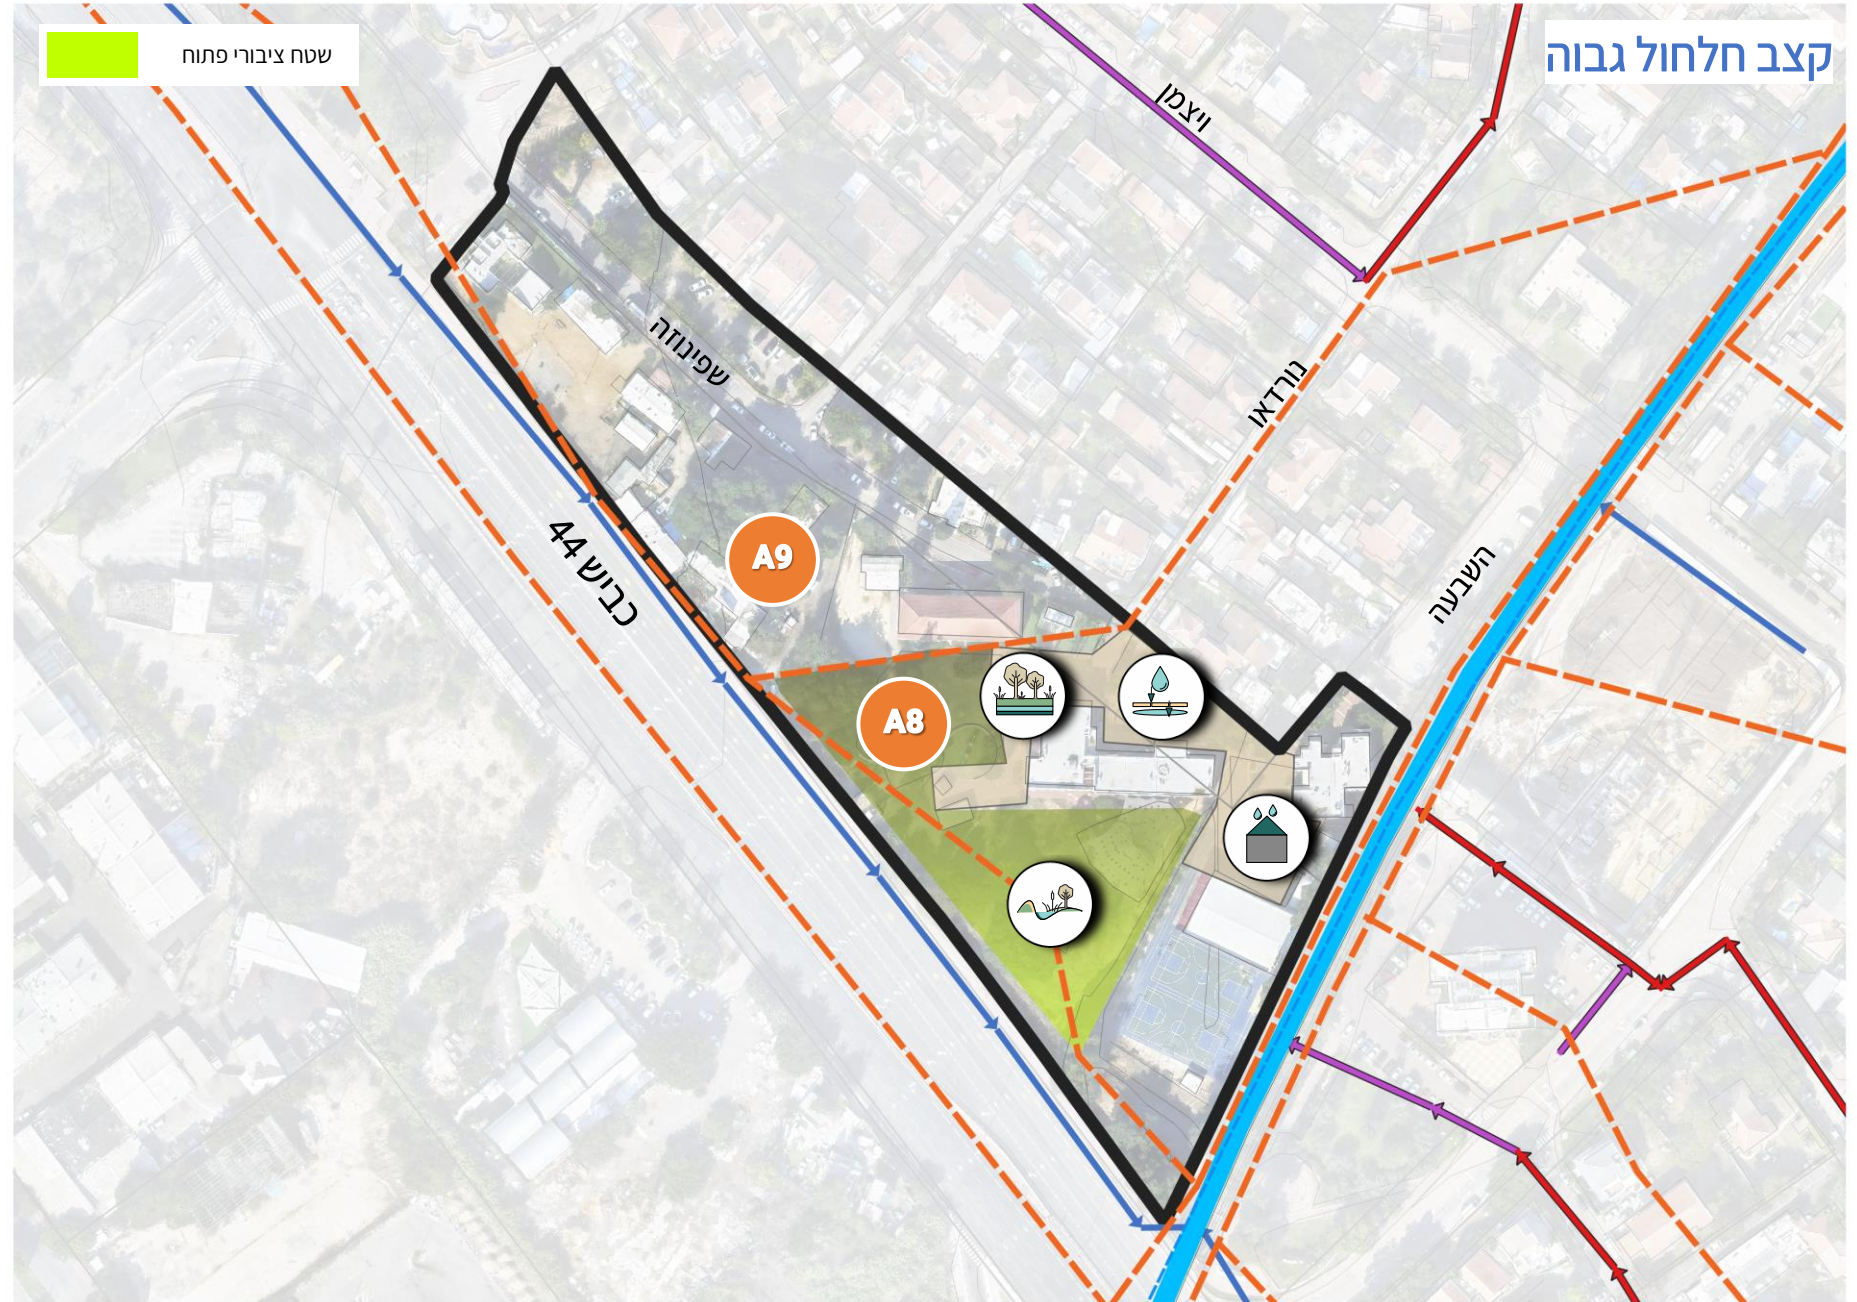 קצב חלחול גבוה
שטח ציבורי פתוח
ויצמן
שפינוזה
נורדאו
השבעה
כביש 44
A9
A8